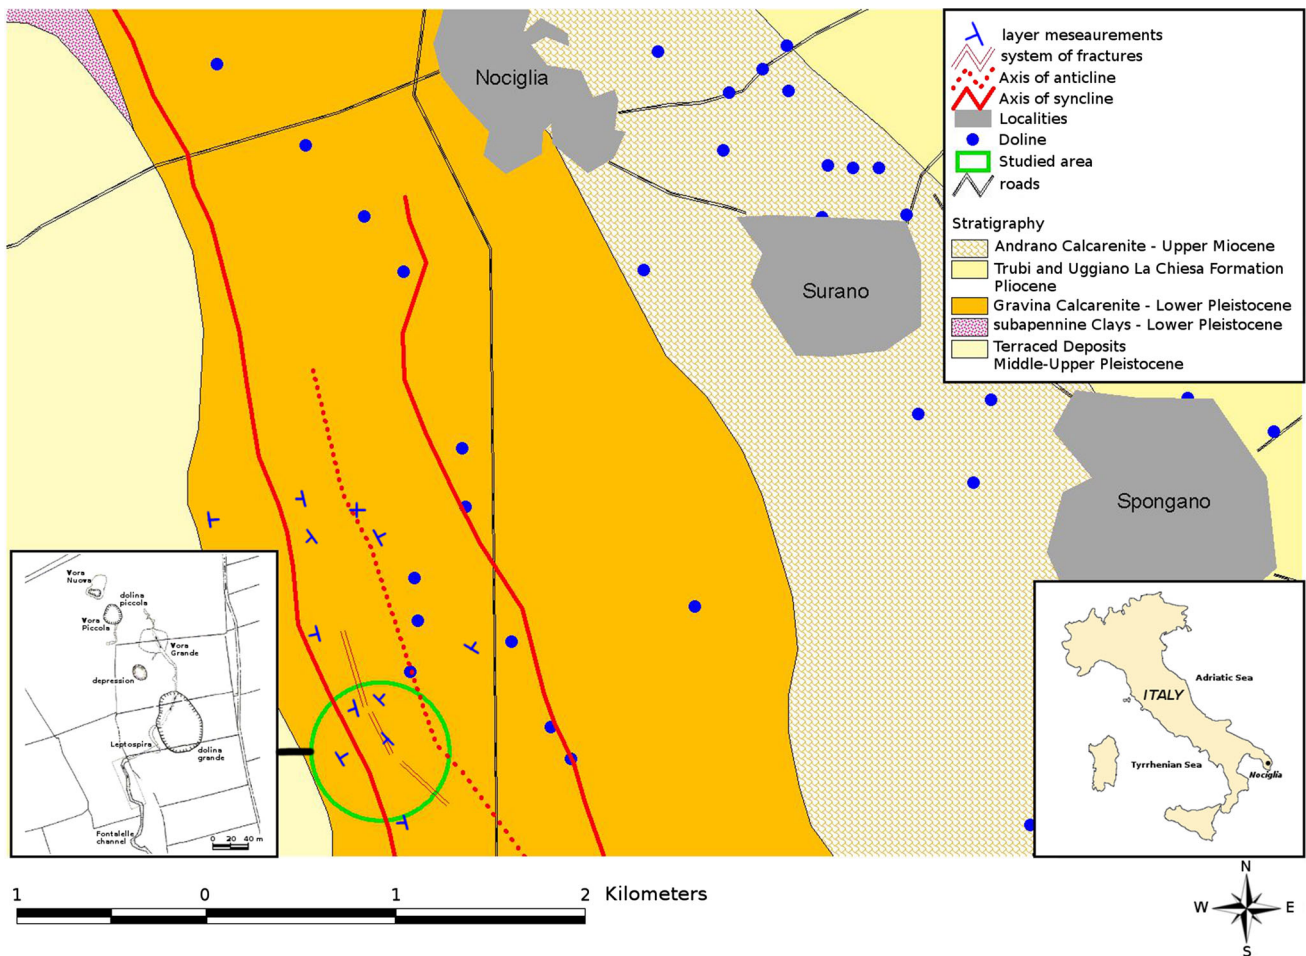 Nociglia
Surano
Spongano
layer meseaurements
system of fractures
Axis of anticline
Axis of syncline
Localities
Doline
Studied area
roads
Stratigraphy
Andrano Calcarenite - Upper Miocene
Trubi and Uggiano La Chiesa Formation
Pliocene
Gravina Calcarenite - Lower Pleistocene
subapennine Clays - Lower Pleistocene
Terraced Deposits
Middle-Upper Pleistocene
Vora
Nuova
dolina
piccola
Vora
Piccola
Vora
Grande
depression
Leptospira
dolina
grande
Fontalelle
channel
0 20 40 m
ITALY
Adriatic Sea
Tyrrhenian Sea
Nociglia
1 0 1 2 Kilometers
N
W E
S